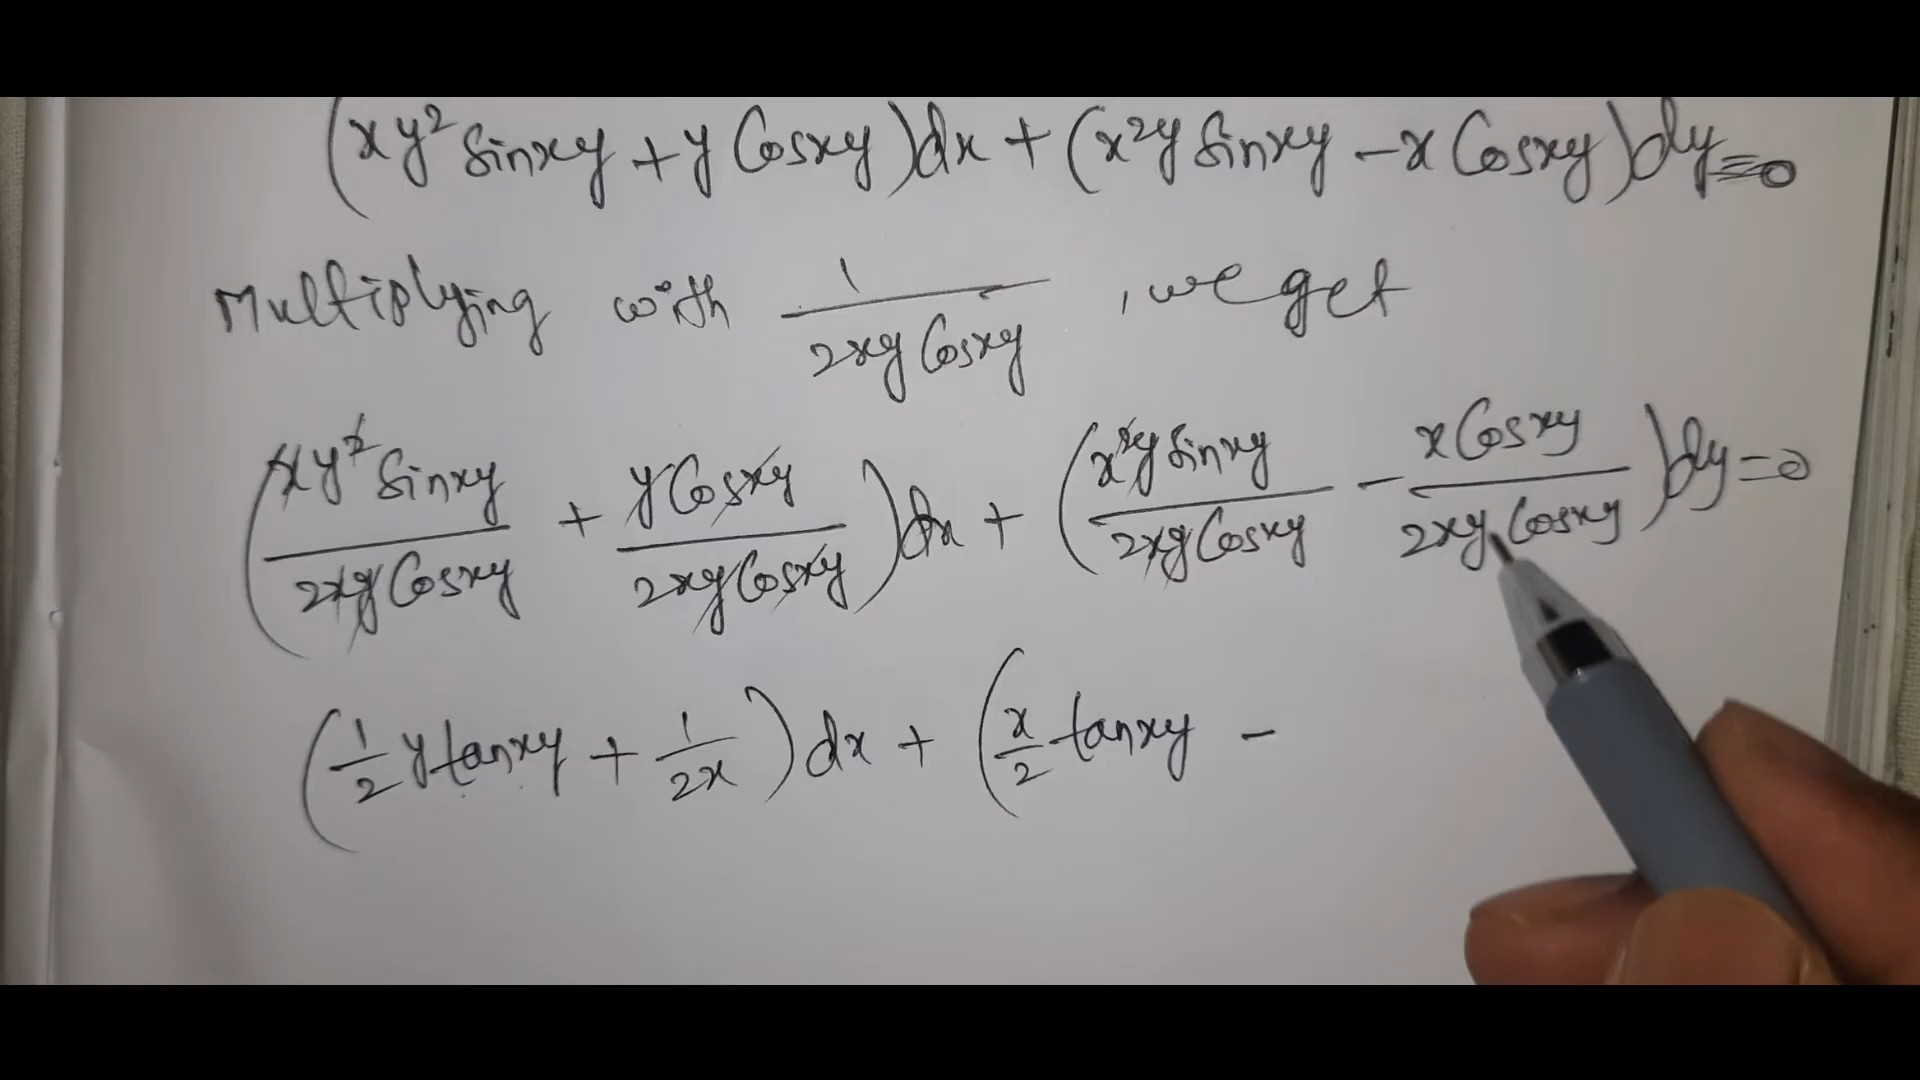 (xy² Sinxy + y Cosxy)dx + (x²y Sinxy - x Cosxy)dy = 0
Multiplying with 1/(2xy Cosxy), we get
(xy² Sinxy/(2xy Cosxy) + y Cosxy/(2xy Cosxy))dx + (x²y Sinxy/(2xy Cosxy) - x Cosxy/(2xy Cosxy))dy = 0
(1/2 y tanxy + 1/(2x))dx + (x/2 tanxy -